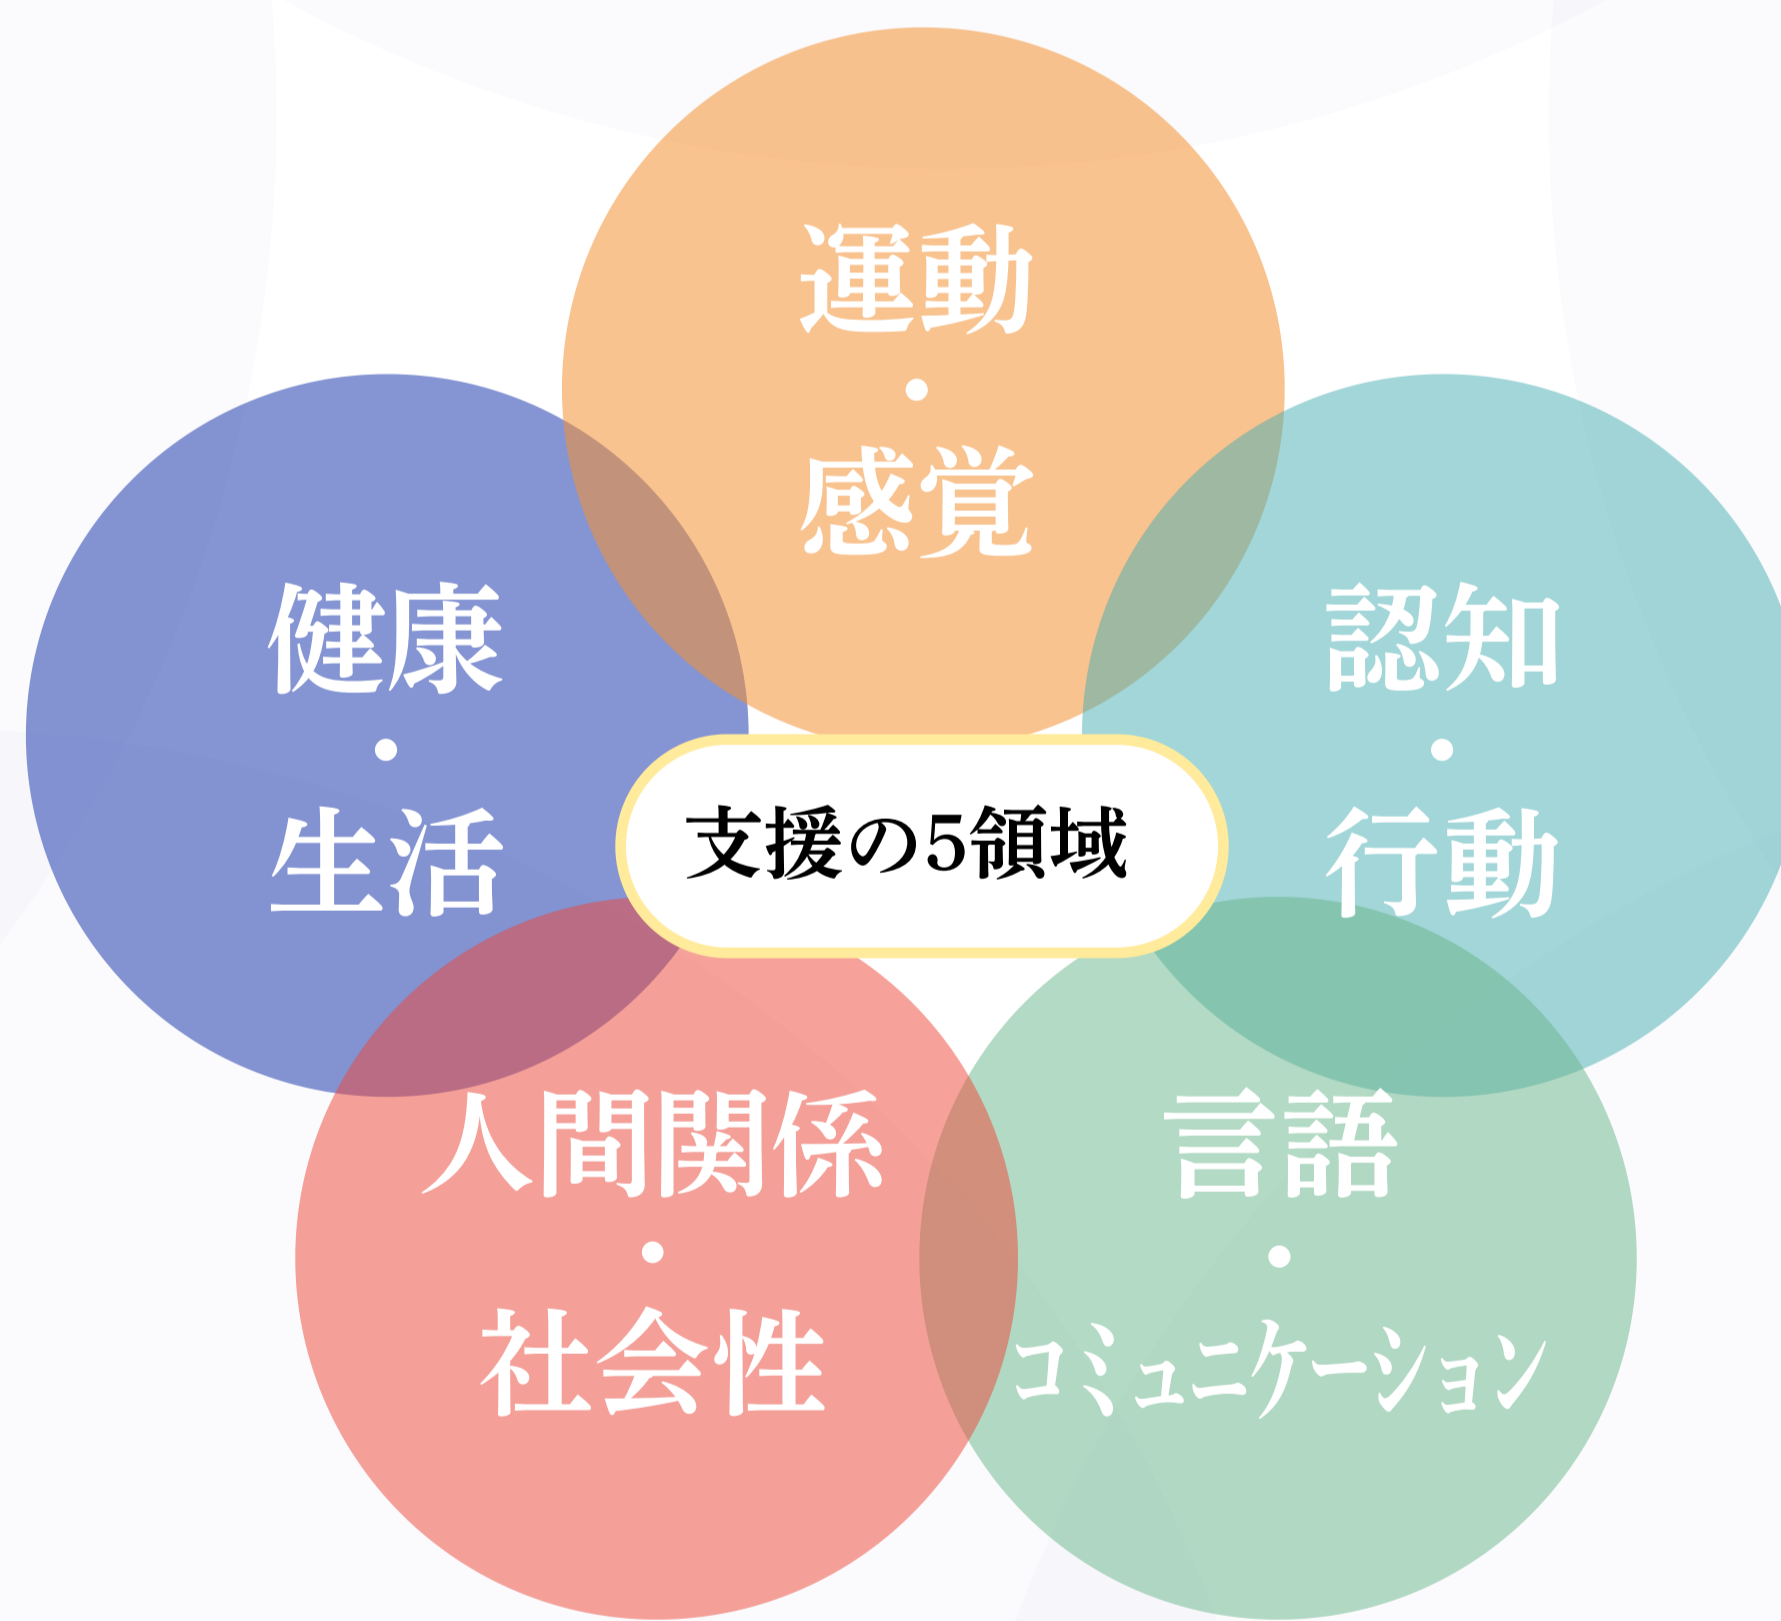 運動
・
感覚
健康
・
生活
認知
・
行動
支援の5領域
人間関係
・
社会性
言語
・
コミュニケーション